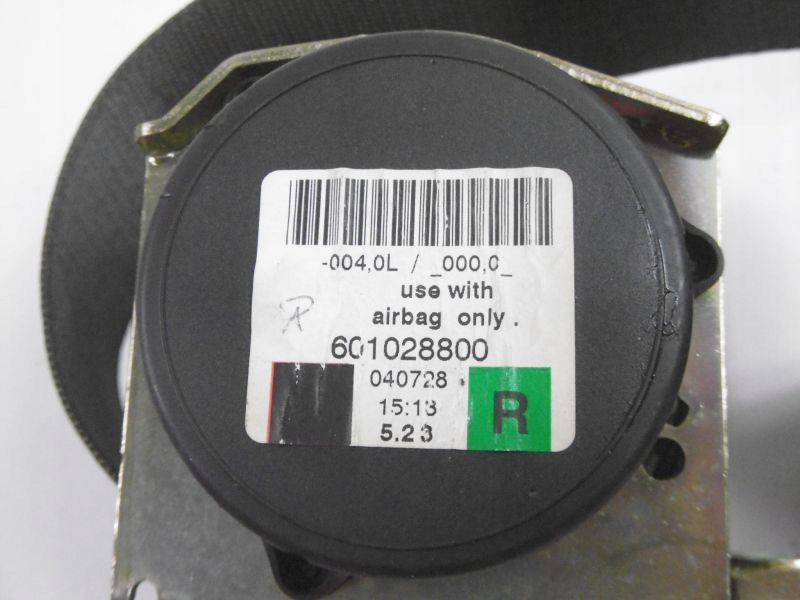 -004,0L / _000,0_
use with
airbag only .
601028800
040728
15:13
5.23
R